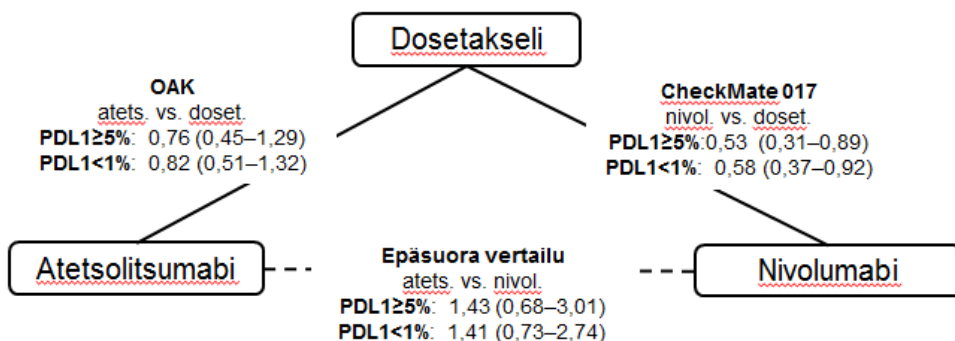 Dosetakseli
OAK
atets. vs. doset.
PDL1≥5%: 0,76 (0,45–1,29)
PDL1<1%: 0,82 (0,51–1,32)
CheckMate 017
nivol. vs. doset.
PDL1≥5%:0,53 (0,31–0,89)
PDL1<1%: 0,58 (0,37–0,92)
Atetsolitsumabi
Epäsuora vertailu
atets. vs. nivol.
PDL1≥5%: 1,43 (0,68–3,01)
PDL1<1%: 1,41 (0,73–2,74)
Nivolumabi